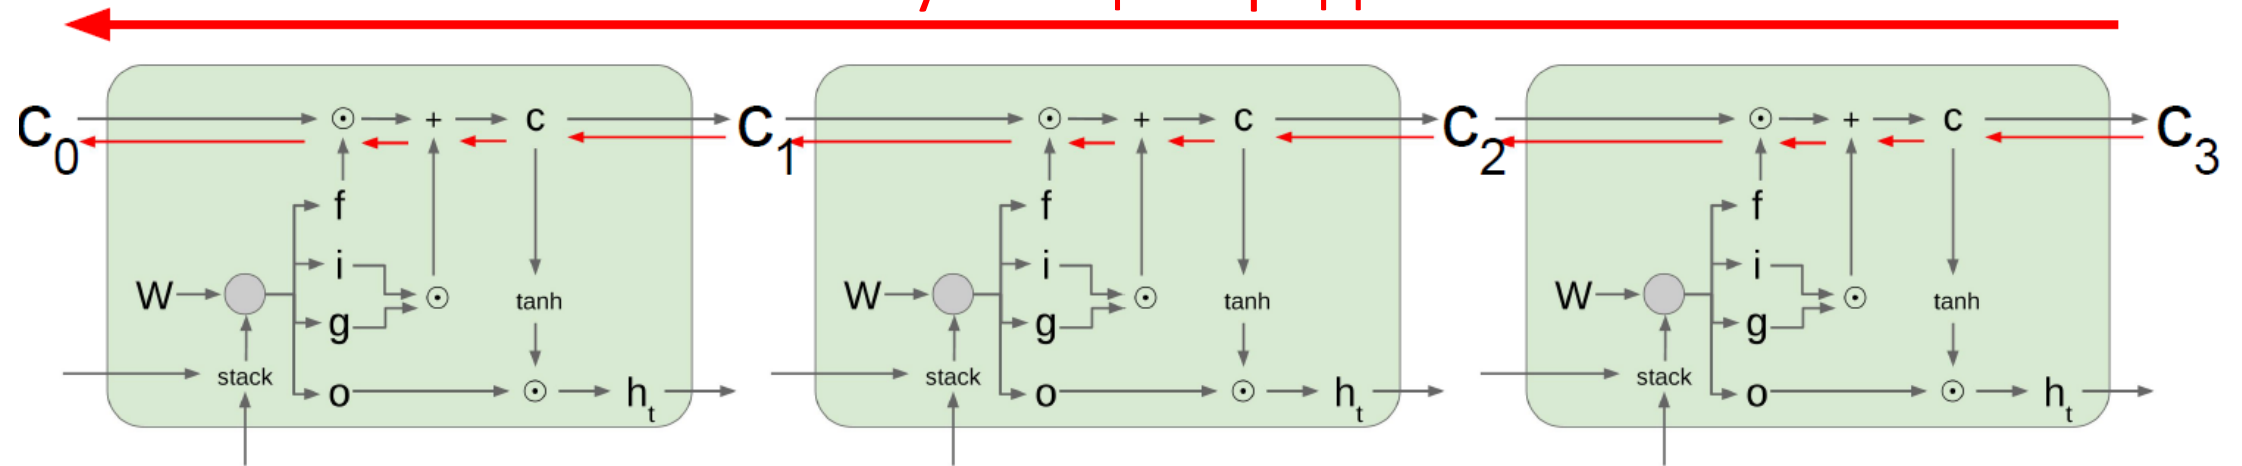 C0 ⊙ + c C1 ⊙ + c C2 ⊙ + c C3
f f f
i i i
W ⊙ tanh W ⊙ tanh W ⊙ tanh
g g g
stack o ⊙ ht stack o ⊙ ht stack o ⊙ ht